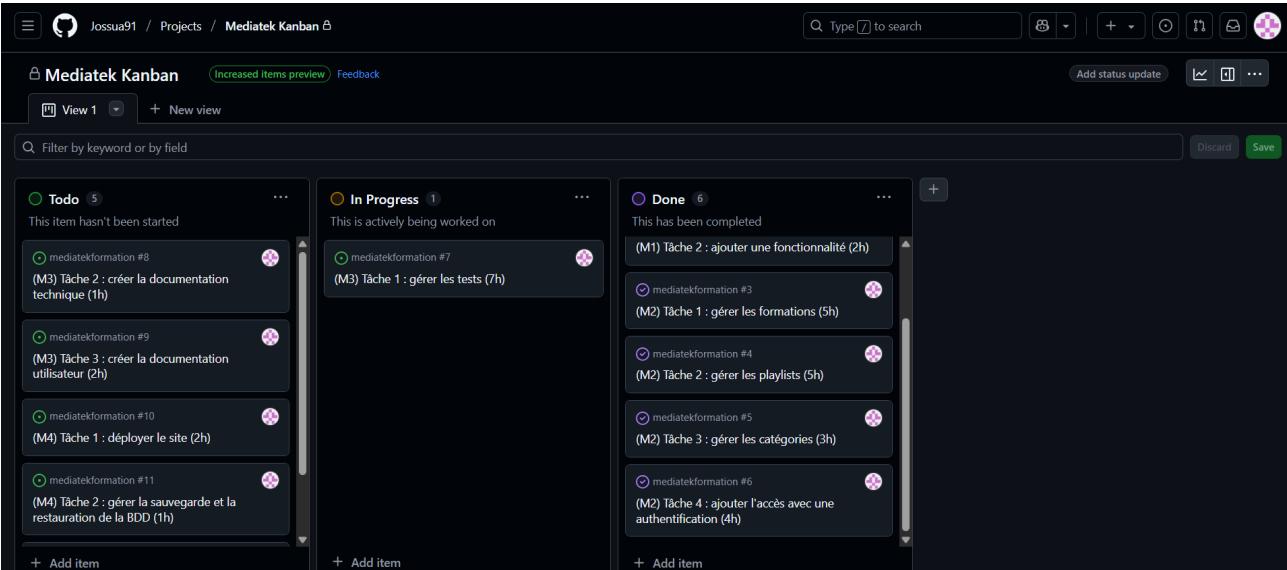 Jossua91 / Projects / Mediatek Kanban
Type / to search
Mediatek Kanban
Increased items preview
Feedback
Add status update
View 1
New view
Filter by keyword or by field
Discard
Save
Todo 5
This item hasn't been started
mediatekformation #8
(M3) Tâche 2 : créer la documentation
technique (1h)
mediatekformation #9
(M3) Tâche 3 : créer la documentation
utilisateur (2h)
mediatekformation #10
(M4) Tâche 1 : déployer le site (2h)
mediatekformation #11
(M4) Tâche 2 : gérer la sauvegarde et la
restauration de la BDD (1h)
+ Add item
In Progress 1
This is actively being worked on
mediatekformation #7
(M3) Tâche 1 : gérer les tests (7h)
+ Add item
Done 6
This has been completed
(M1) Tâche 2 : ajouter une fonctionnalité (2h)
mediatekformation #3
(M2) Tâche 1 : gérer les formations (5h)
mediatekformation #4
(M2) Tâche 2 : gérer les playlists (5h)
mediatekformation #5
(M2) Tâche 3 : gérer les catégories (3h)
mediatekformation #6
(M2) Tâche 4 : ajouter l'accès avec une
authentification (4h)
+ Add item